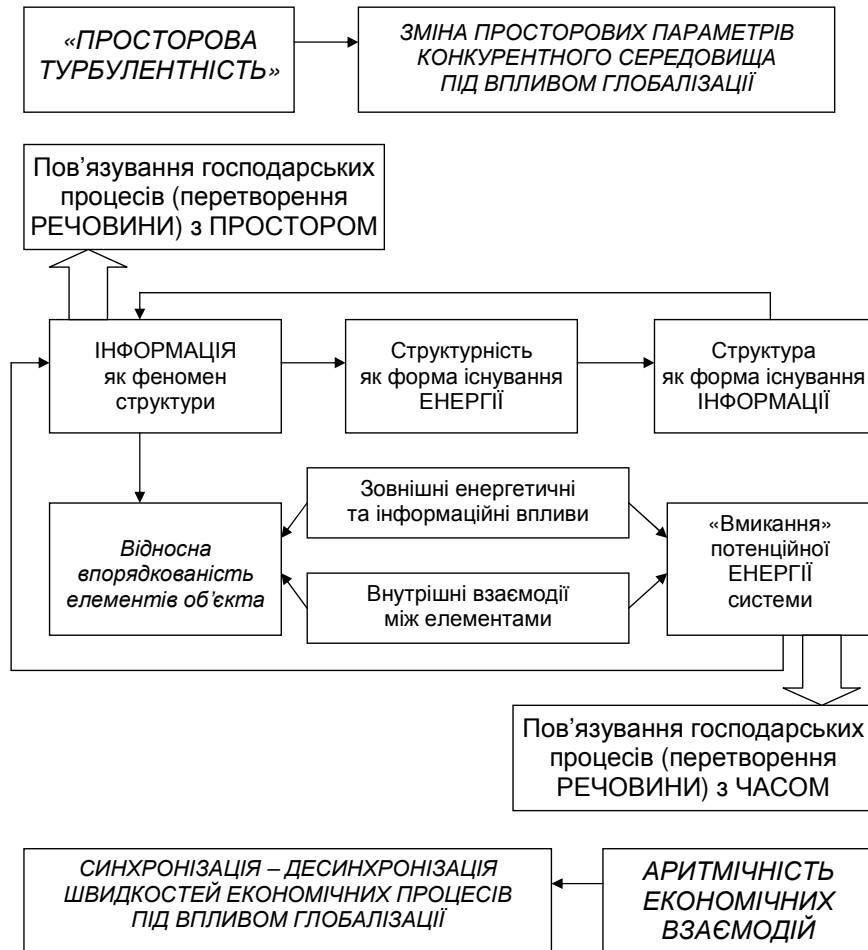 «ПРОСТОРОВА
ТУРБУЛЕНТНІСТЬ»
ЗМІНА ПРОСТОРОВИХ ПАРАМЕТРІВ
КОНКУРЕНТНОГО СЕРЕДОВИЩА
ПІД ВПЛИВОМ ГЛОБАЛІЗАЦІЇ
Пов’язування господарських
процесів (перетворення
РЕЧОВИНИ) з ПРОСТОРОМ
ІНФОРМАЦІЯ
як феномен
структури
Структурність
як форма існування
ЕНЕРГІЇ
Структура
як форма існування
ІНФОРМАЦІЇ
Відносна
впорядкованість
елементів об’єкта
Зовнішні енергетичні
та інформаційні впливи
Внутрішні взаємодії
між елементами
«Вмикання»
потенційної
ЕНЕРГІЇ
системи
Пов’язування господарських
процесів (перетворення
РЕЧОВИНИ) з ЧАСОМ
СИНХРОНІЗАЦІЯ – ДЕСИНХРОНІЗАЦІЯ
ШВИДКОСТЕЙ ЕКОНОМІЧНИХ ПРОЦЕСІВ
ПІД ВПЛИВОМ ГЛОБАЛІЗАЦІЇ
АРИТМІЧНІСТЬ
ЕКОНОМІЧНИХ
ВЗАЄМОДІЙ